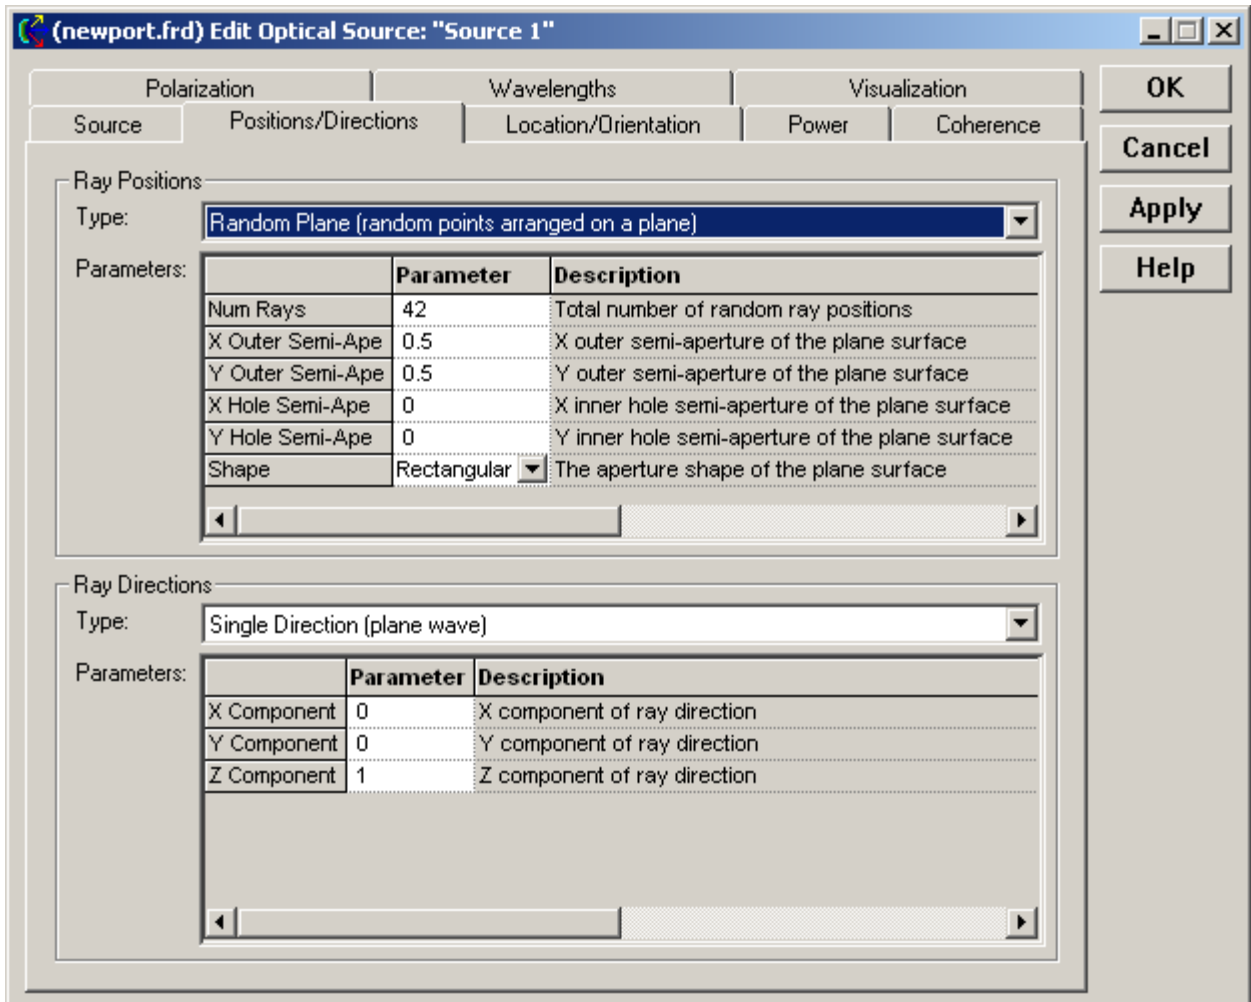 (newport.frd) Edit Optical Source: "Source 1"
Polarization Wavelengths Visualization
Source Positions/Directions Location/Orientation Power Coherence
OK
Cancel
Apply
Help
Ray Positions
Type: Random Plane (random points arranged on a plane)
Parameters: Parameter Description
Num Rays 42 Total number of random ray positions
X Outer Semi-Ape 0.5 X outer semi-aperture of the plane surface
Y Outer Semi-Ape 0.5 Y outer semi-aperture of the plane surface
X Hole Semi-Ape 0 X inner hole semi-aperture of the plane surface
Y Hole Semi-Ape 0 Y inner hole semi-aperture of the plane surface
Shape Rectangular The aperture shape of the plane surface
Ray Directions
Type: Single Direction (plane wave)
Parameters: Parameter Description
X Component 0 X component of ray direction
Y Component 0 Y component of ray direction
Z Component 1 Z component of ray direction